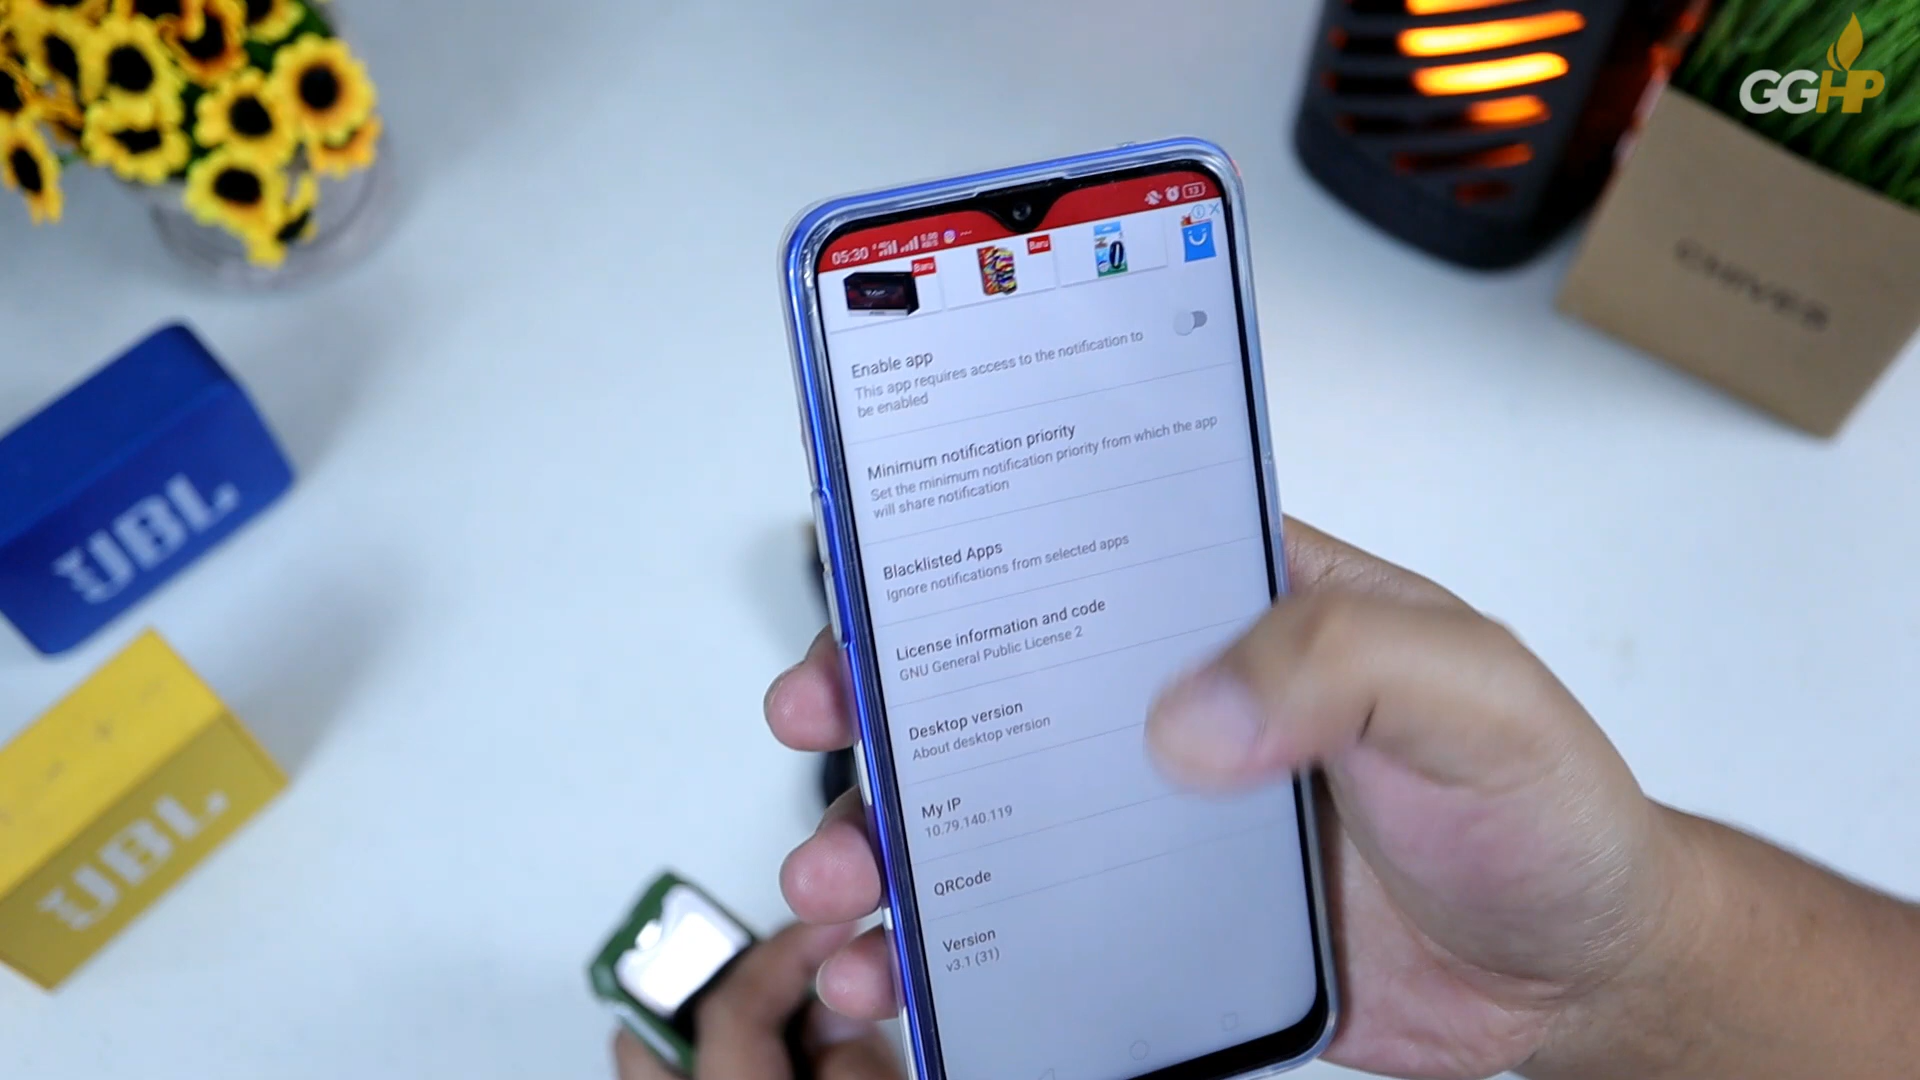 GGHP
05:30
13
Baru
Baru
Enable app
This app requires access to the notification to
be enabled
Minimum notification priority
Set the minimum notification priority from which the app
will share notification
Blacklisted Apps
Ignore notifications from selected apps
License information and code
GNU General Public License 2
Desktop version
About desktop version
My IP
10.79.140.119
QRCode
Version
v3.1 (31)
UBL
UBL